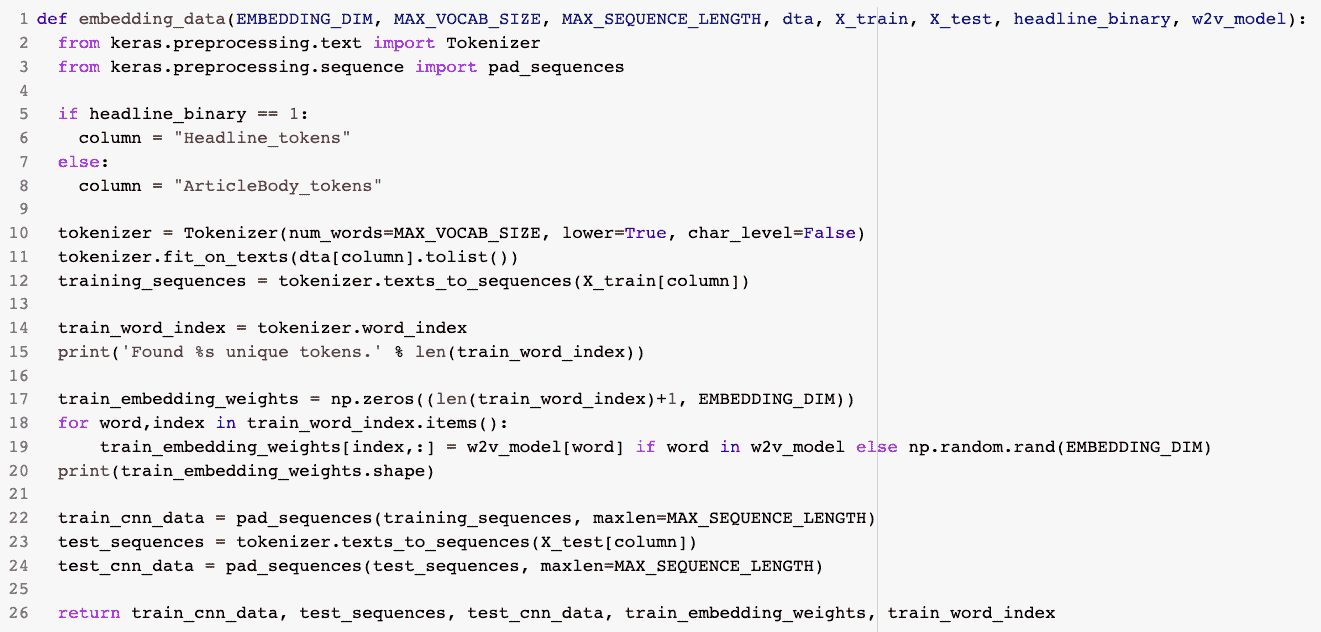 1 def embedding_data(EMBEDDING_DIM, MAX_VOCAB_SIZE, MAX_SEQUENCE_LENGTH, dta, X_train, X_test, headline_binary, w2v_model):
2   from keras.preprocessing.text import Tokenizer
3   from keras.preprocessing.sequence import pad_sequences
4
5   if headline_binary == 1:
6     column = "Headline_tokens"
7   else:
8     column = "ArticleBody_tokens"
9
10   tokenizer = Tokenizer(num_words=MAX_VOCAB_SIZE, lower=True, char_level=False)
11   tokenizer.fit_on_texts(dta[column].tolist())
12   training_sequences = tokenizer.texts_to_sequences(X_train[column])
13
14   train_word_index = tokenizer.word_index
15   print('Found %s unique tokens.' % len(train_word_index))
16
17   train_embedding_weights = np.zeros((len(train_word_index)+1, EMBEDDING_DIM))
18   for word,index in train_word_index.items():
19       train_embedding_weights[index,:] = w2v_model[word] if word in w2v_model else np.random.rand(EMBEDDING_DIM)
20   print(train_embedding_weights.shape)
21
22   train_cnn_data = pad_sequences(training_sequences, maxlen=MAX_SEQUENCE_LENGTH)
23   test_sequences = tokenizer.texts_to_sequences(X_test[column])
24   test_cnn_data = pad_sequences(test_sequences, maxlen=MAX_SEQUENCE_LENGTH)
25
26   return train_cnn_data, test_sequences, test_cnn_data, train_embedding_weights, train_word_index